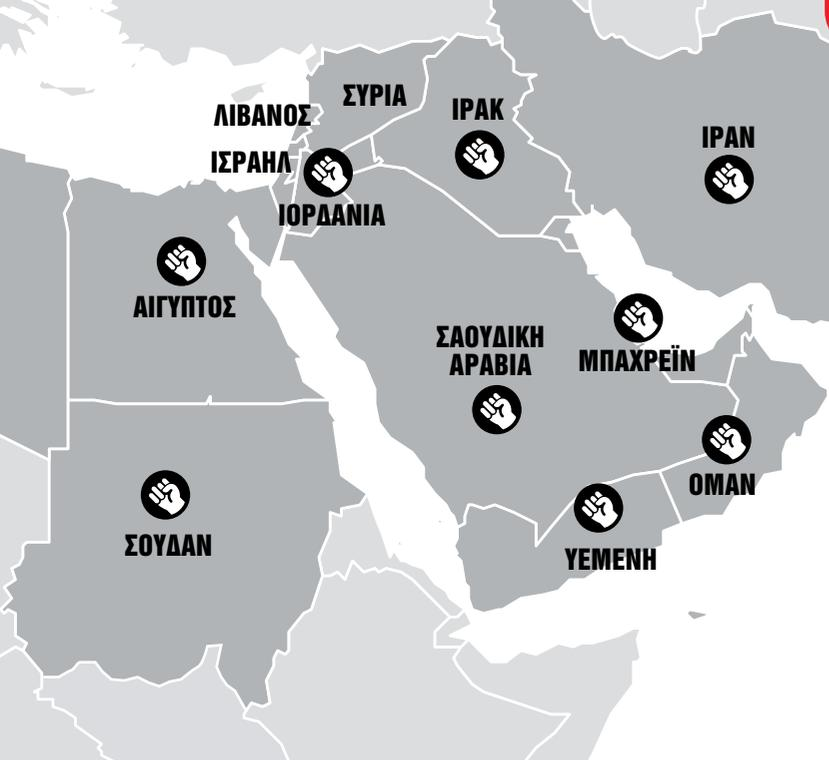 ΣΥΡΙΑ
ΛΙΒΑΝΟΣ
ΙΡΑΚ
ΙΡΑΝ
ΙΣΡΑΗΛ
ΙΟΡΔΑΝΙΑ
ΑΙΓΥΠΤΟΣ
ΣΑΟΥΔΙΚΗ
ΑΡΑΒΙΑ
ΜΠΑΧΡΕΪΝ
ΟΜΑΝ
ΣΟΥΔΑΝ
ΥΕΜΕΝΗ